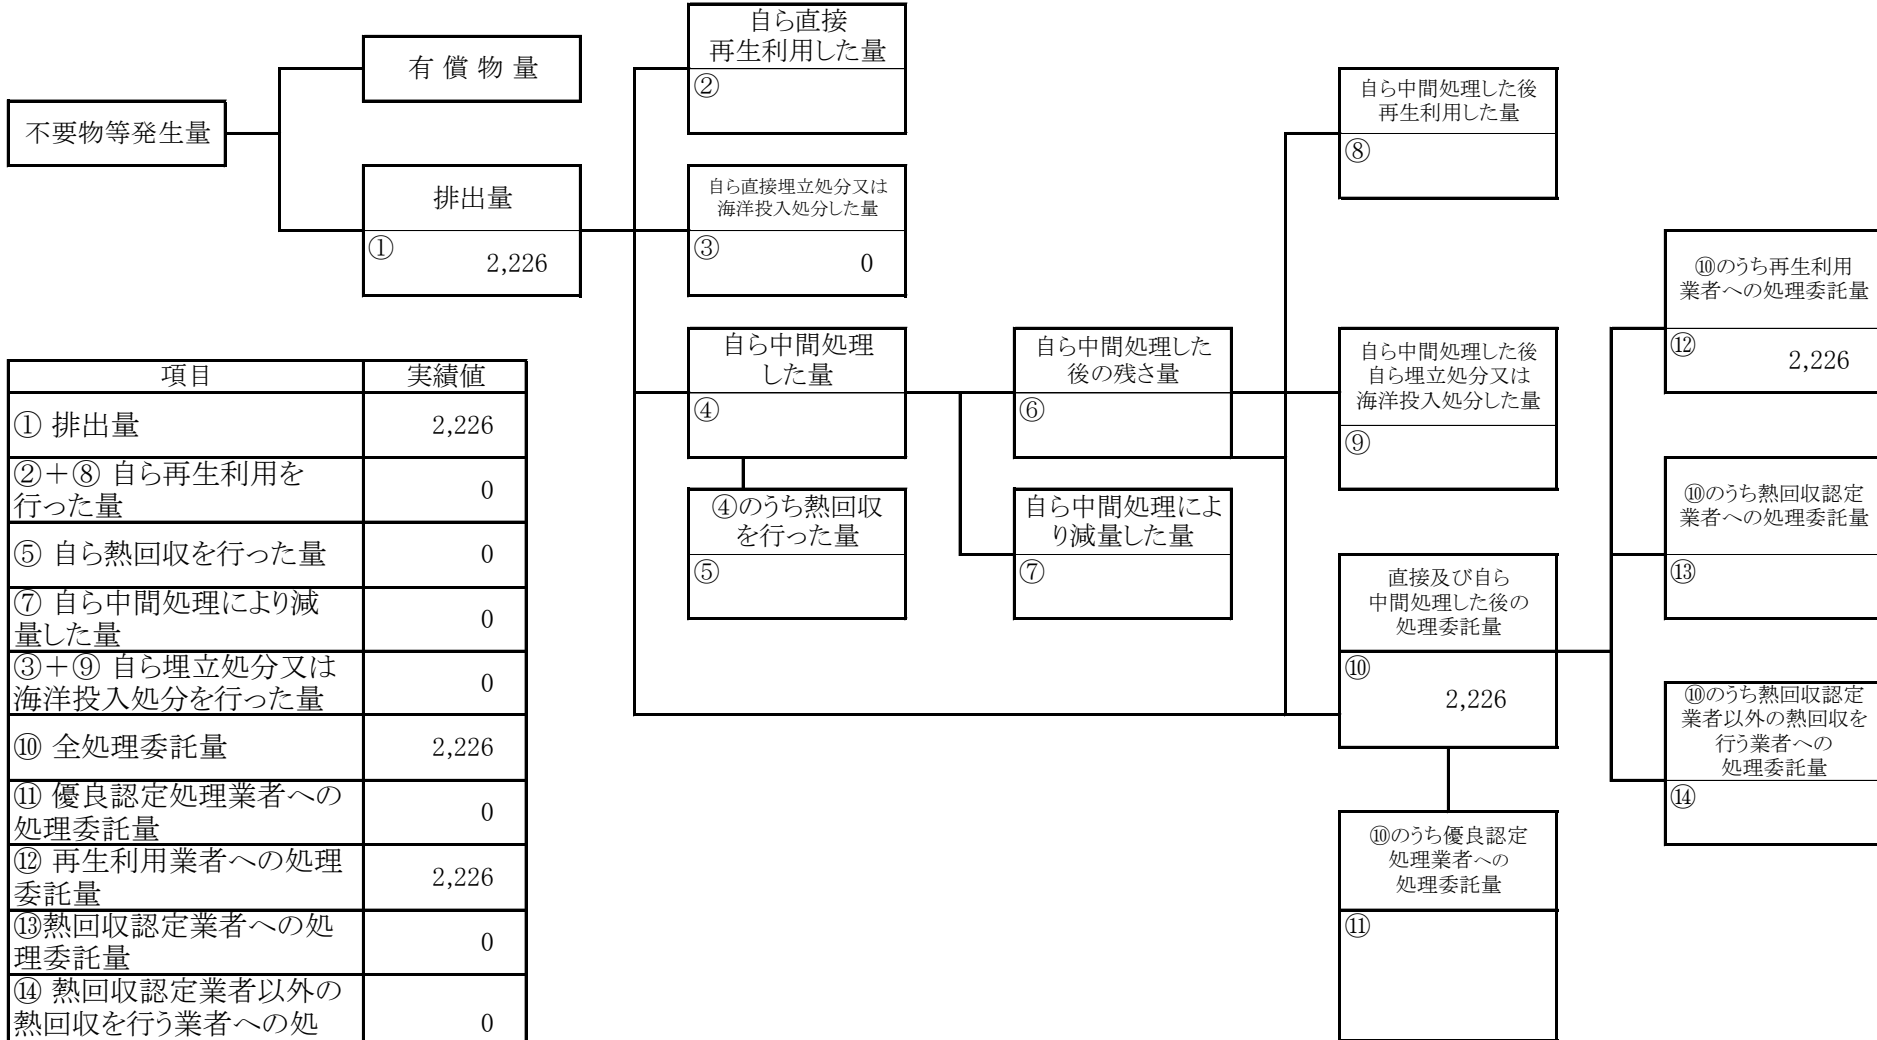 不要物等発生量
有 償 物 量
排出量
①
2,226
自ら直接
再生利用した量
②
自ら直接埋立処分又は
海洋投入処分した量
③
0
自ら中間処理
した量
④
④のうち熱回収
を行った量
⑤
自ら中間処理した
後の残さ量
⑥
自ら中間処理によ
り減量した量
⑦
自ら中間処理した後
再生利用した量
⑧
自ら中間処理した後
自ら埋立処分又は
海洋投入処分した量
⑨
直接及び自ら
中間処理した後の
処理委託量
⑩
2,226
⑩のうち優良認定
処理業者への
処理委託量
⑪
⑩のうち再生利用
業者への処理委託量
⑫
2,226
⑩のうち熱回収認定
業者への処理委託量
⑬
⑩のうち熱回収認定
業者以外の熱回収を
行う業者への
処理委託量
⑭
項目 実績値
① 排出量 2,226
②+⑧ 自ら再生利用を
行った量 0
⑤ 自ら熱回収を行った量 0
⑦ 自ら中間処理により減
量した量 0
③+⑨ 自ら埋立処分又は
海洋投入処分を行った量 0
⑩ 全処理委託量 2,226
⑪ 優良認定処理業者への
処理委託量 0
⑫ 再生利用業者への処理
委託量 2,226
⑬熱回収認定業者への処
理委託量 0
⑭ 熱回収認定業者以外の
熱回収を行う業者への処 0